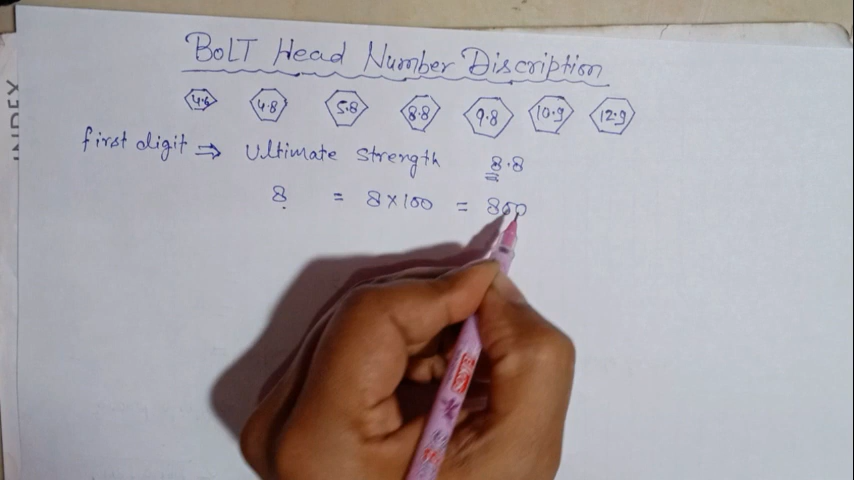 BoLT Head Number Discription
4.6 4.8 5.8 8.8 9.8 10.9 12.9
first digit ⇒ Ultimate strength 8.8
8 = 8×100 = 800
INDEX